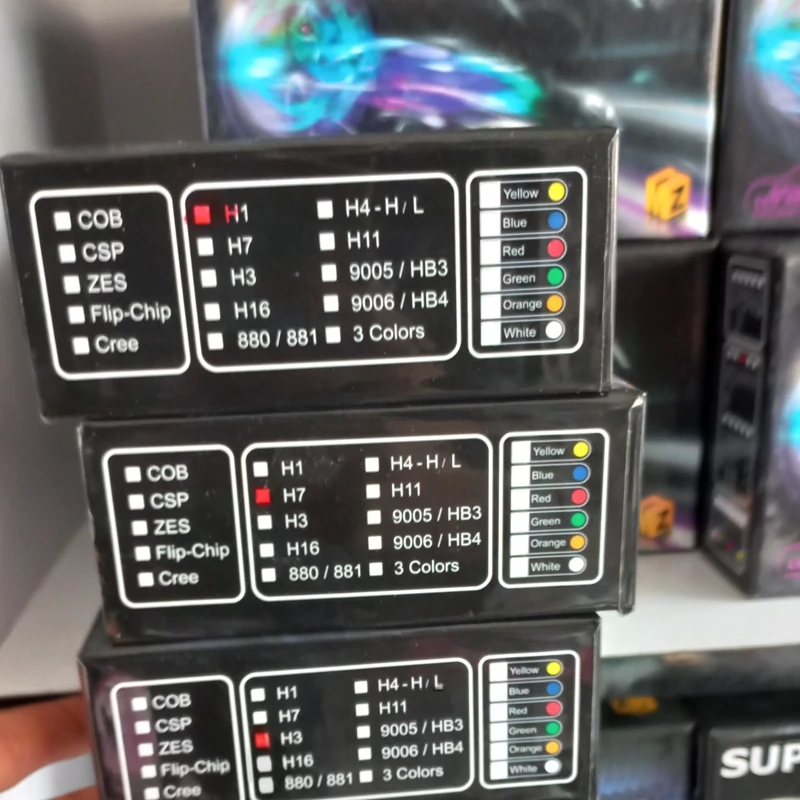 COB
CSP
ZES
Flip-Chip
Cree
H1
H7
H3
H16
880 / 881
H4 - H / L
H11
9005 / HB3
9006 / HB4
3 Colors
Yellow
Blue
Red
Green
Orange
White
COB
CSP
ZES
Flip-Chip
Cree
H1
H7
H3
H16
880 / 881
H4 - H / L
H11
9005 / HB3
9006 / HB4
3 Colors
Yellow
Blue
Red
Green
Orange
White
COB
CSP
ZES
Flip-Chip
Cree
H1
H7
H3
H16
880 / 881
H4 - H / L
H11
9005 / HB3
9006 / HB4
3 Colors
Yellow
Blue
Red
Green
Orange
White
SUP